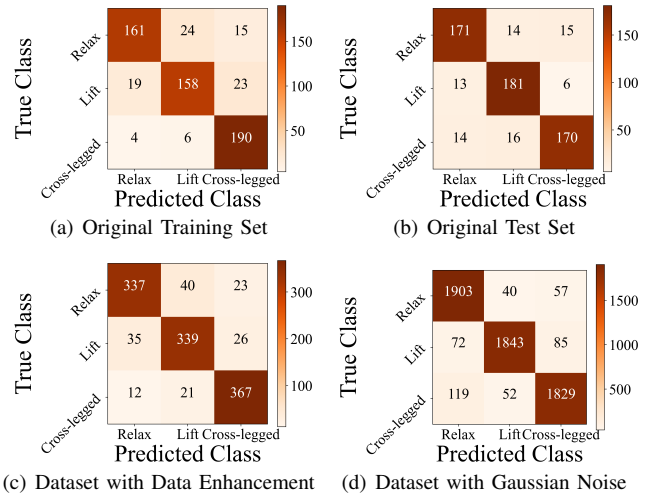 True Class
Relax
161 24 15
Lift
19 158 23
Cross-legged
4 6 190
Relax Lift Cross-legged
Predicted Class
150
100
50
(a) Original Training Set
True Class
Relax
171 14 15
Lift
13 181 6
Cross-legged
14 16 170
Relax Lift Cross-legged
Predicted Class
150
100
50
(b) Original Test Set
True Class
Relax
337 40 23
Lift
35 339 26
Cross-legged
12 21 367
Relax Lift Cross-legged
Predicted Class
300
200
100
(c) Dataset with Data Enhancement
True Class
Relax
1903 40 57
Lift
72 1843 85
Cross-legged
119 52 1829
Relax Lift Cross-legged
Predicted Class
1500
1000
500
(d) Dataset with Gaussian Noise